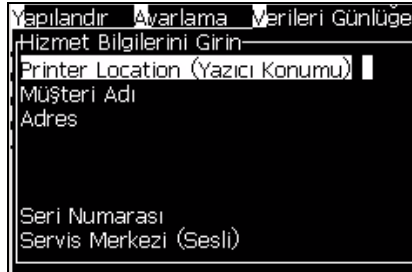 Yapılandır Ayarlama Verileri Günlüğe
Hizmet Bilgilerini Girin
Printer Location (Yazıcı Konumu)
Müşteri Adı
Adres
Seri Numarası
Servis Merkezi (Sesli)